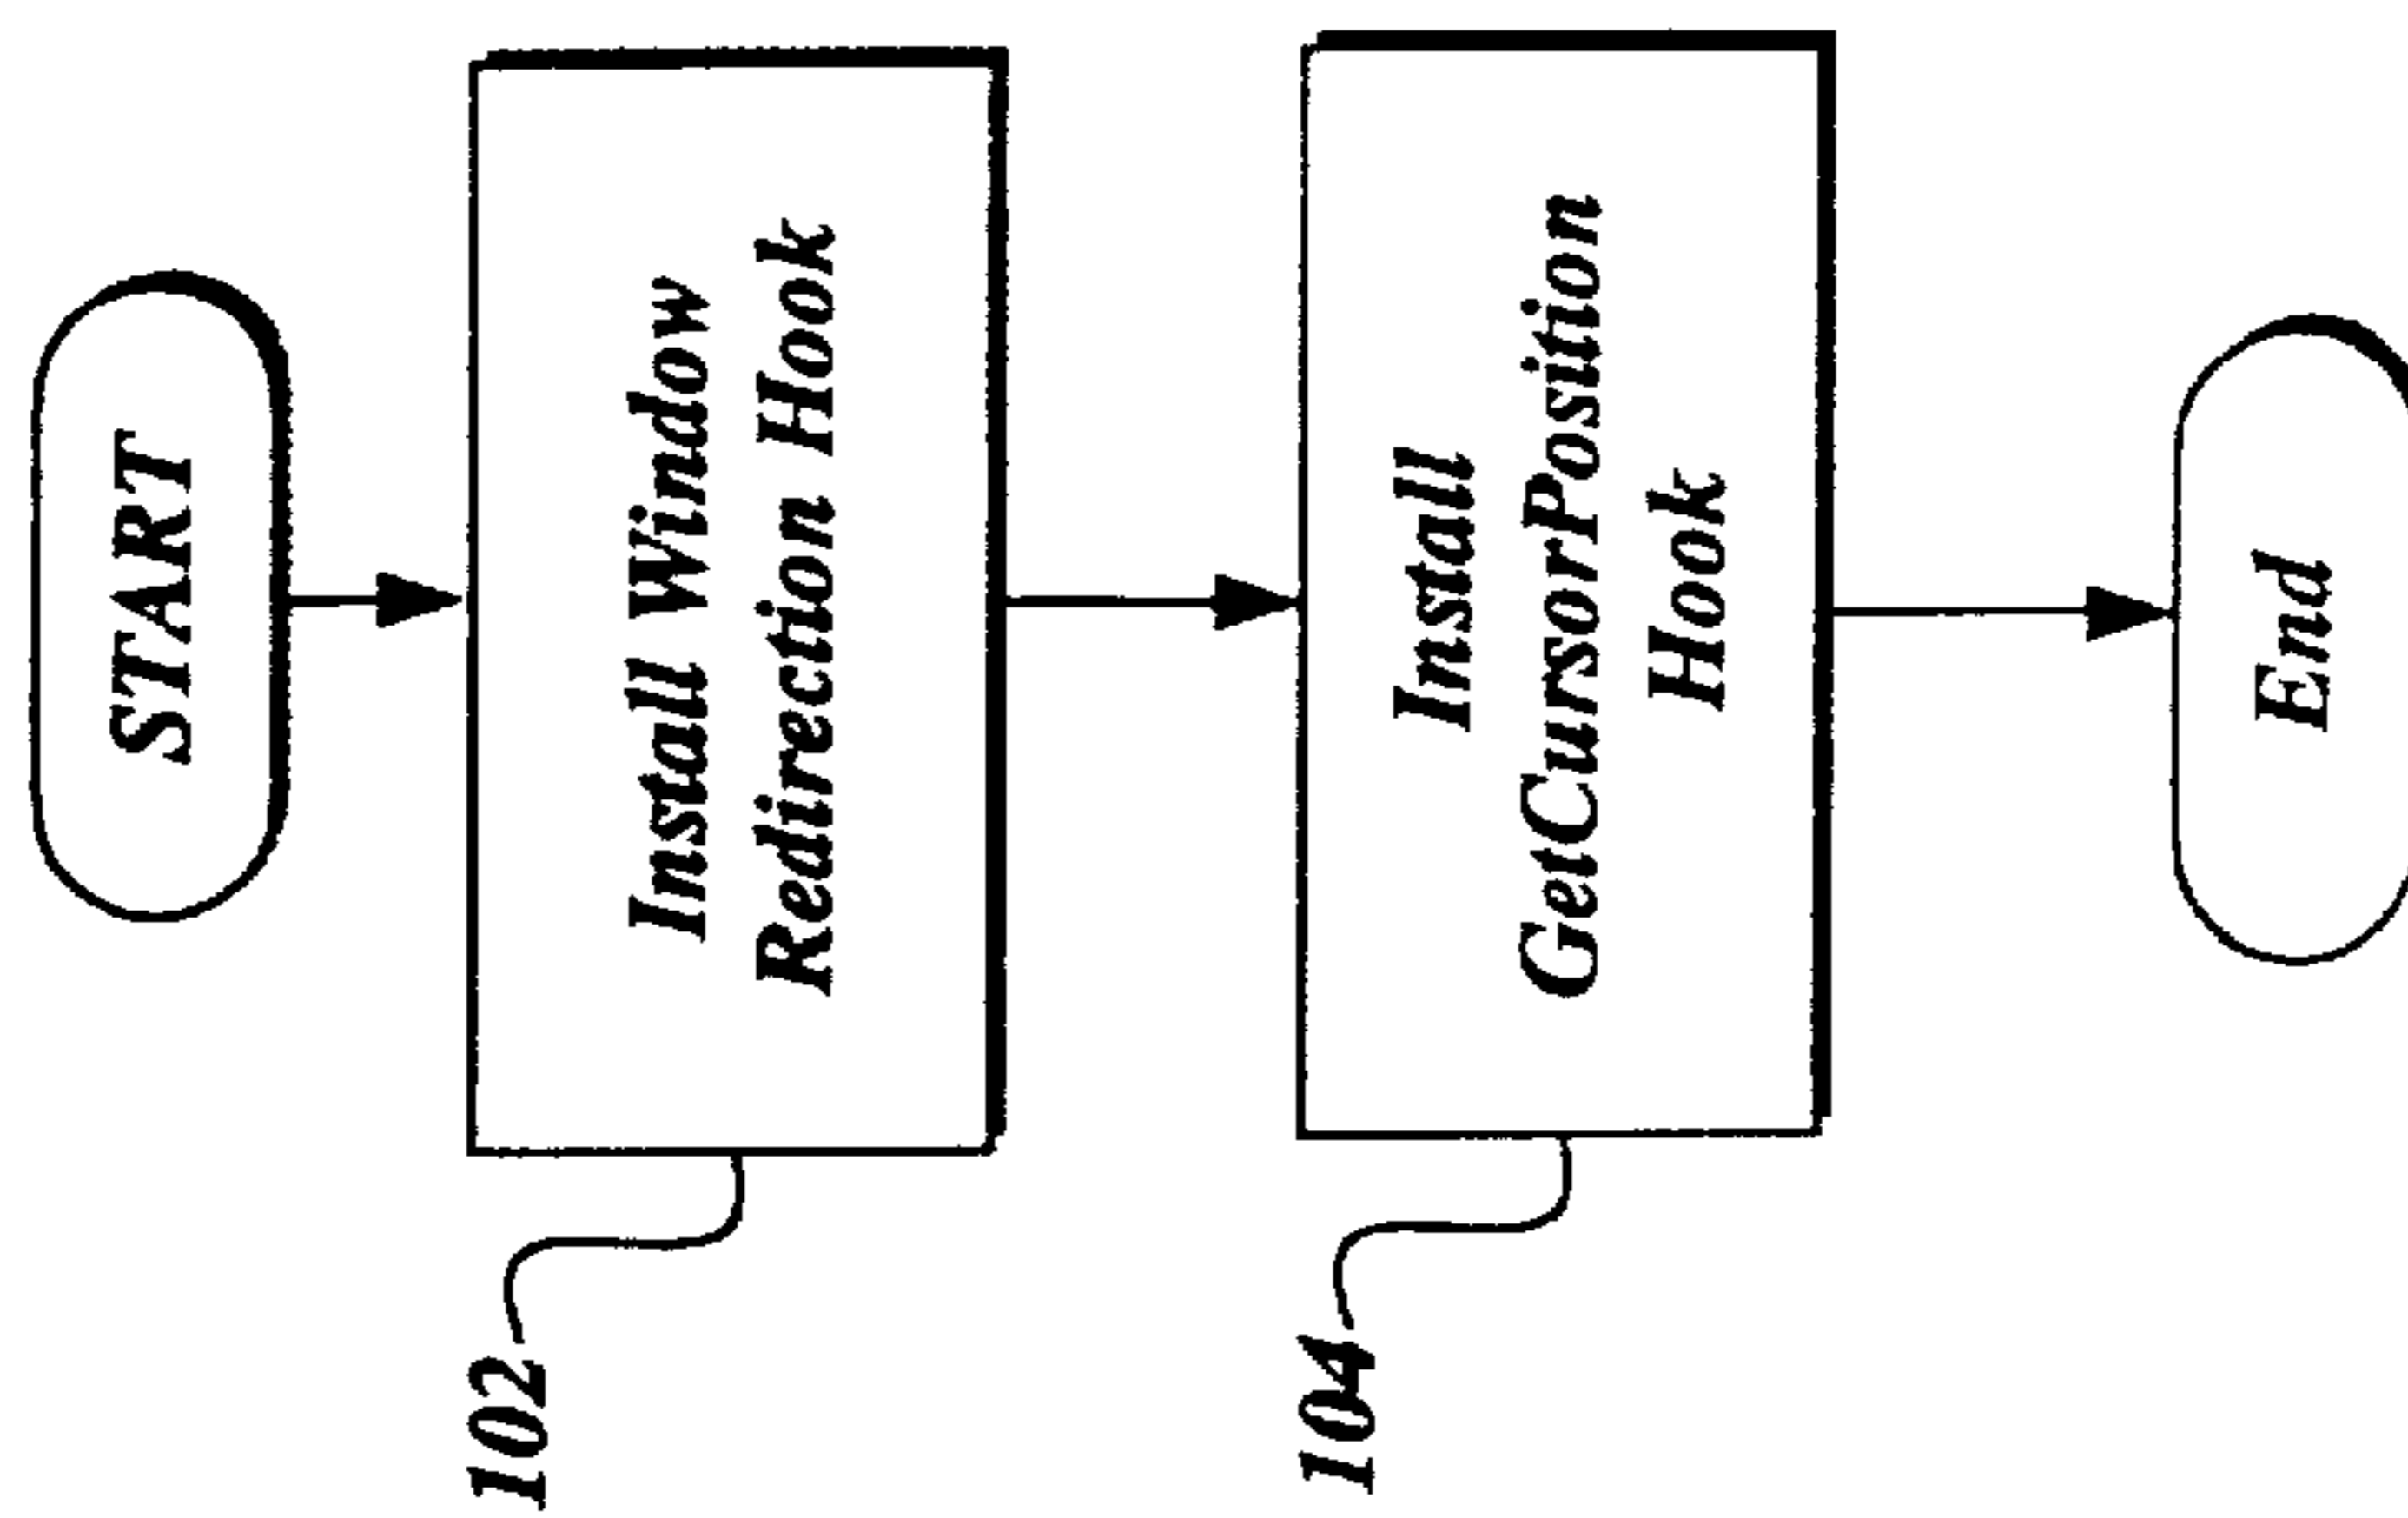 START
102
Install Window
Redirection Hook
104
Install
GetCursorPosition
Hook
End